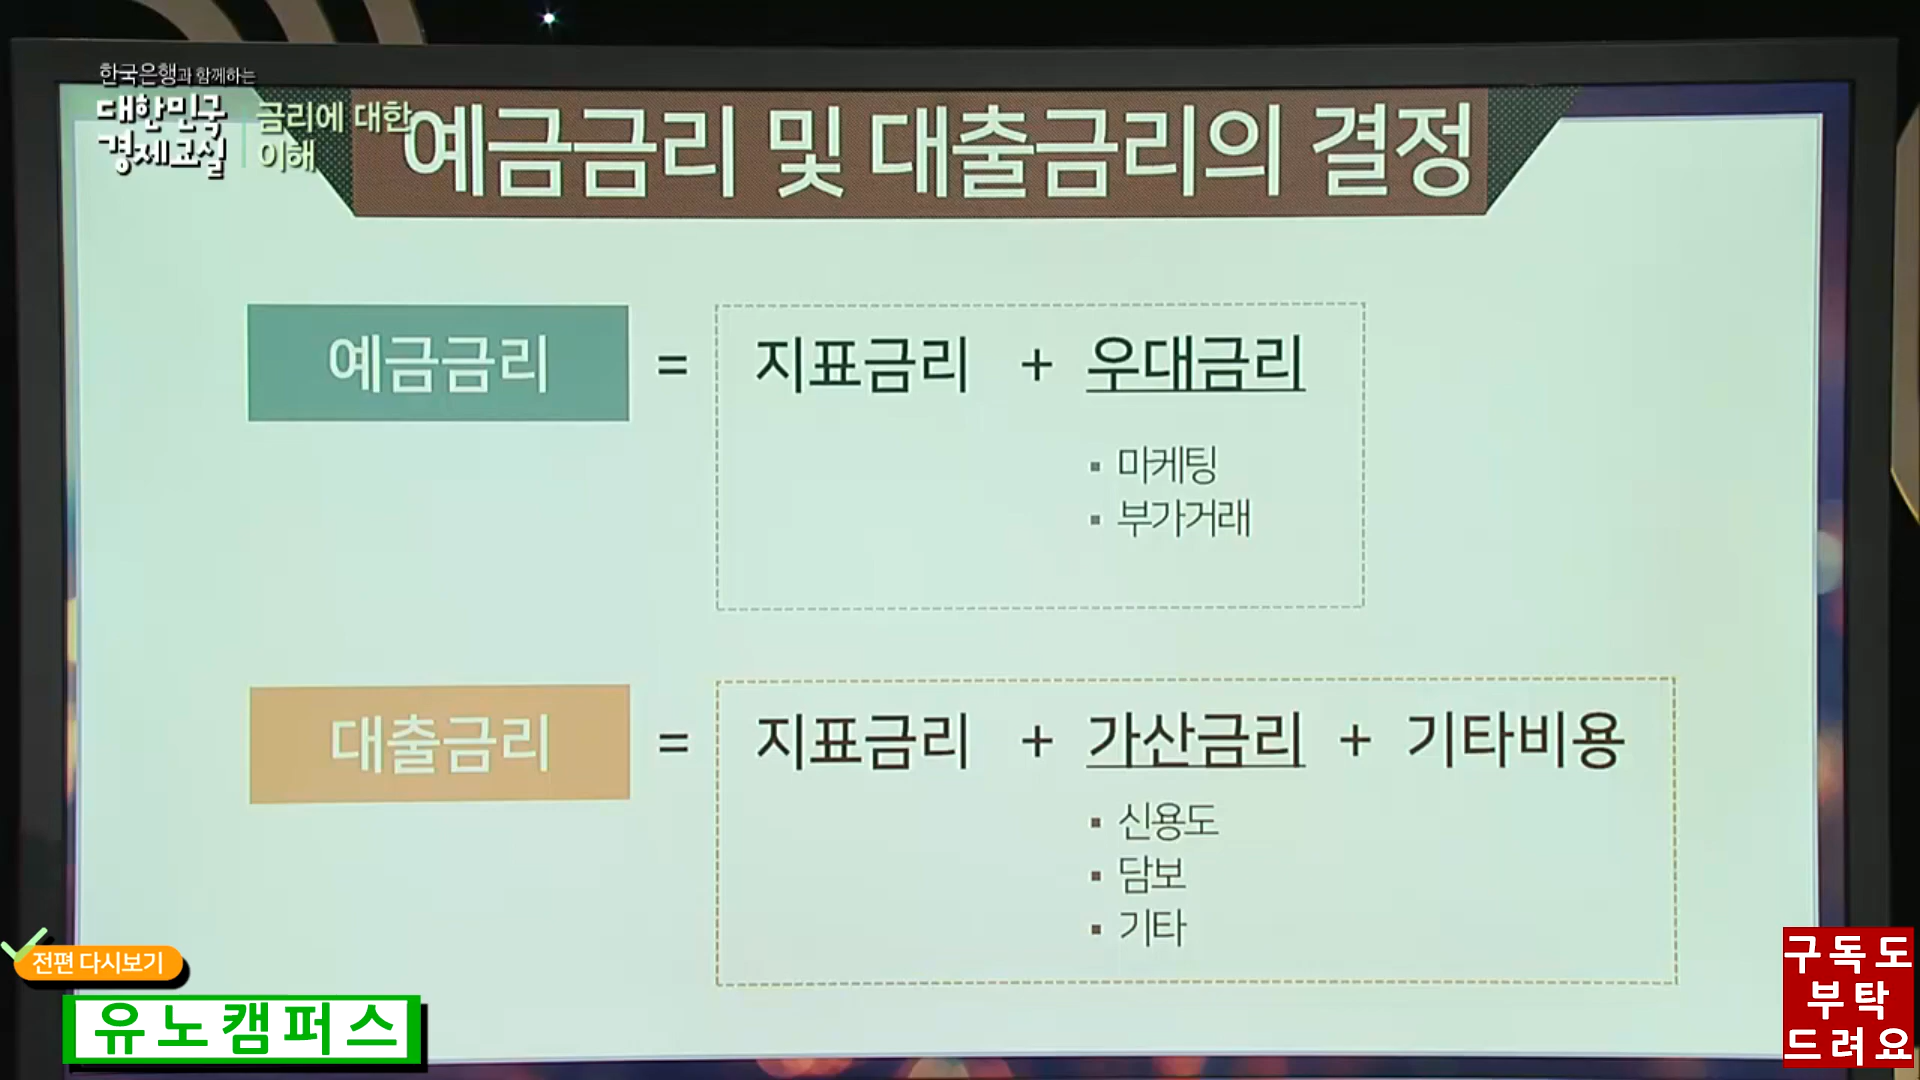 한국은행과 함께하는
대한민국
경제교실
금리에 대한
이해
예금금리 및 대출금리의 결정
예금금리 = 지표금리 + 우대금리
▪ 마케팅
▪ 부가거래
대출금리 = 지표금리 + 가산금리 + 기타비용
▪ 신용도
▪ 담보
▪ 기타
전편 다시보기
유노캠퍼스
구독도
부탁
드려요